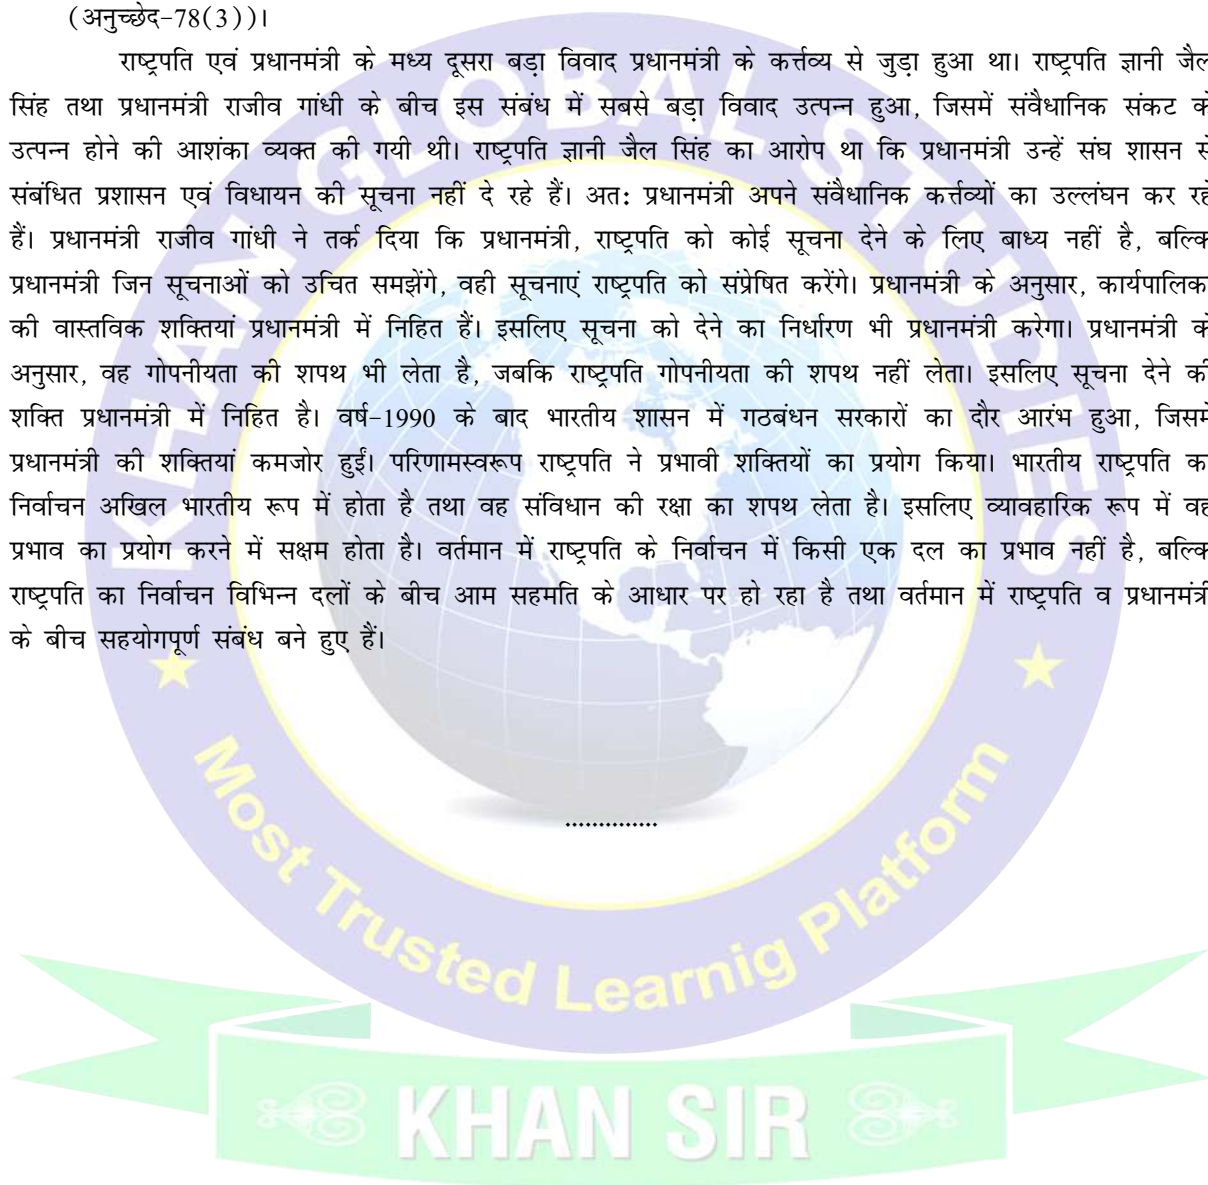 (अनुच्छेद-78(3))।
राष्ट्रपति एवं प्रधानमंत्री के मध्य दूसरा बड़ा विवाद प्रधानमंत्री के कर्त्तव्य से जुड़ा हुआ था। राष्ट्रपति ज्ञानी जैल
सिंह तथा प्रधानमंत्री राजीव गांधी के बीच इस संबंध में सबसे बड़ा विवाद उत्पन्न हुआ, जिसमें संवैधानिक संकट के
उत्पन्न होने की आशंका व्यक्त की गयी थी। राष्ट्रपति ज्ञानी जैल सिंह का आरोप था कि प्रधानमंत्री उन्हें संघ शासन से
संबंधित प्रशासन एवं विधायन की सूचना नहीं दे रहे हैं। अतः प्रधानमंत्री अपने संवैधानिक कर्त्तव्यों का उल्लंघन कर रहे
हैं। प्रधानमंत्री राजीव गांधी ने तर्क दिया कि प्रधानमंत्री, राष्ट्रपति को कोई सूचना देने के लिए बाध्य नहीं है, बल्कि
प्रधानमंत्री जिन सूचनाओं को उचित समझेंगे, वही सूचनाएं राष्ट्रपति को संप्रेषित करेंगे। प्रधानमंत्री के अनुसार, कार्यपालिका
की वास्तविक शक्तियां प्रधानमंत्री में निहित हैं। इसलिए सूचना को देने का निर्धारण भी प्रधानमंत्री करेगा। प्रधानमंत्री के
अनुसार, वह गोपनीयता की शपथ भी लेता है, जबकि राष्ट्रपति गोपनीयता की शपथ नहीं लेता। इसलिए सूचना देने की
शक्ति प्रधानमंत्री में निहित है। वर्ष-1990 के बाद भारतीय शासन में गठबंधन सरकारों का दौर आरंभ हुआ, जिसमें
प्रधानमंत्री की शक्तियां कमजोर हुईं। परिणामस्वरूप राष्ट्रपति ने प्रभावी शक्तियों का प्रयोग किया। भारतीय राष्ट्रपति का
निर्वाचन अखिल भारतीय रूप में होता है तथा वह संविधान की रक्षा का शपथ लेता है। इसलिए व्यावहारिक रूप में वह
प्रभाव का प्रयोग करने में सक्षम होता है। वर्तमान में राष्ट्रपति के निर्वाचन में किसी एक दल का प्रभाव नहीं है, बल्कि
राष्ट्रपति का निर्वाचन विभिन्न दलों के बीच आम सहमति के आधार पर हो रहा है तथा वर्तमान में राष्ट्रपति व प्रधानमंत्री
के बीच सहयोगपूर्ण संबंध बने हुए हैं।
..............
KHAN GLOBAL STUDIES
Most Trusted Learnig Platform
KHAN SIR